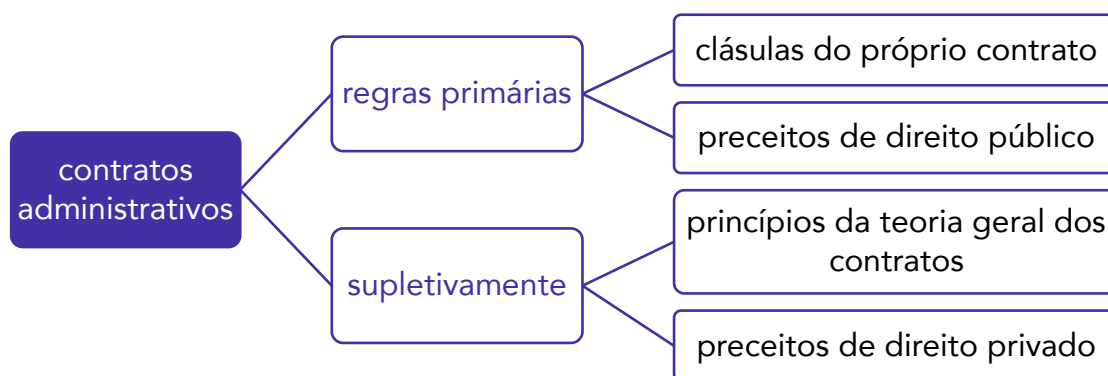 contratos
administrativos
regras primárias
clásulas do próprio contrato
preceitos de direito público
supletivamente
princípios da teoria geral dos
contratos
preceitos de direito privado